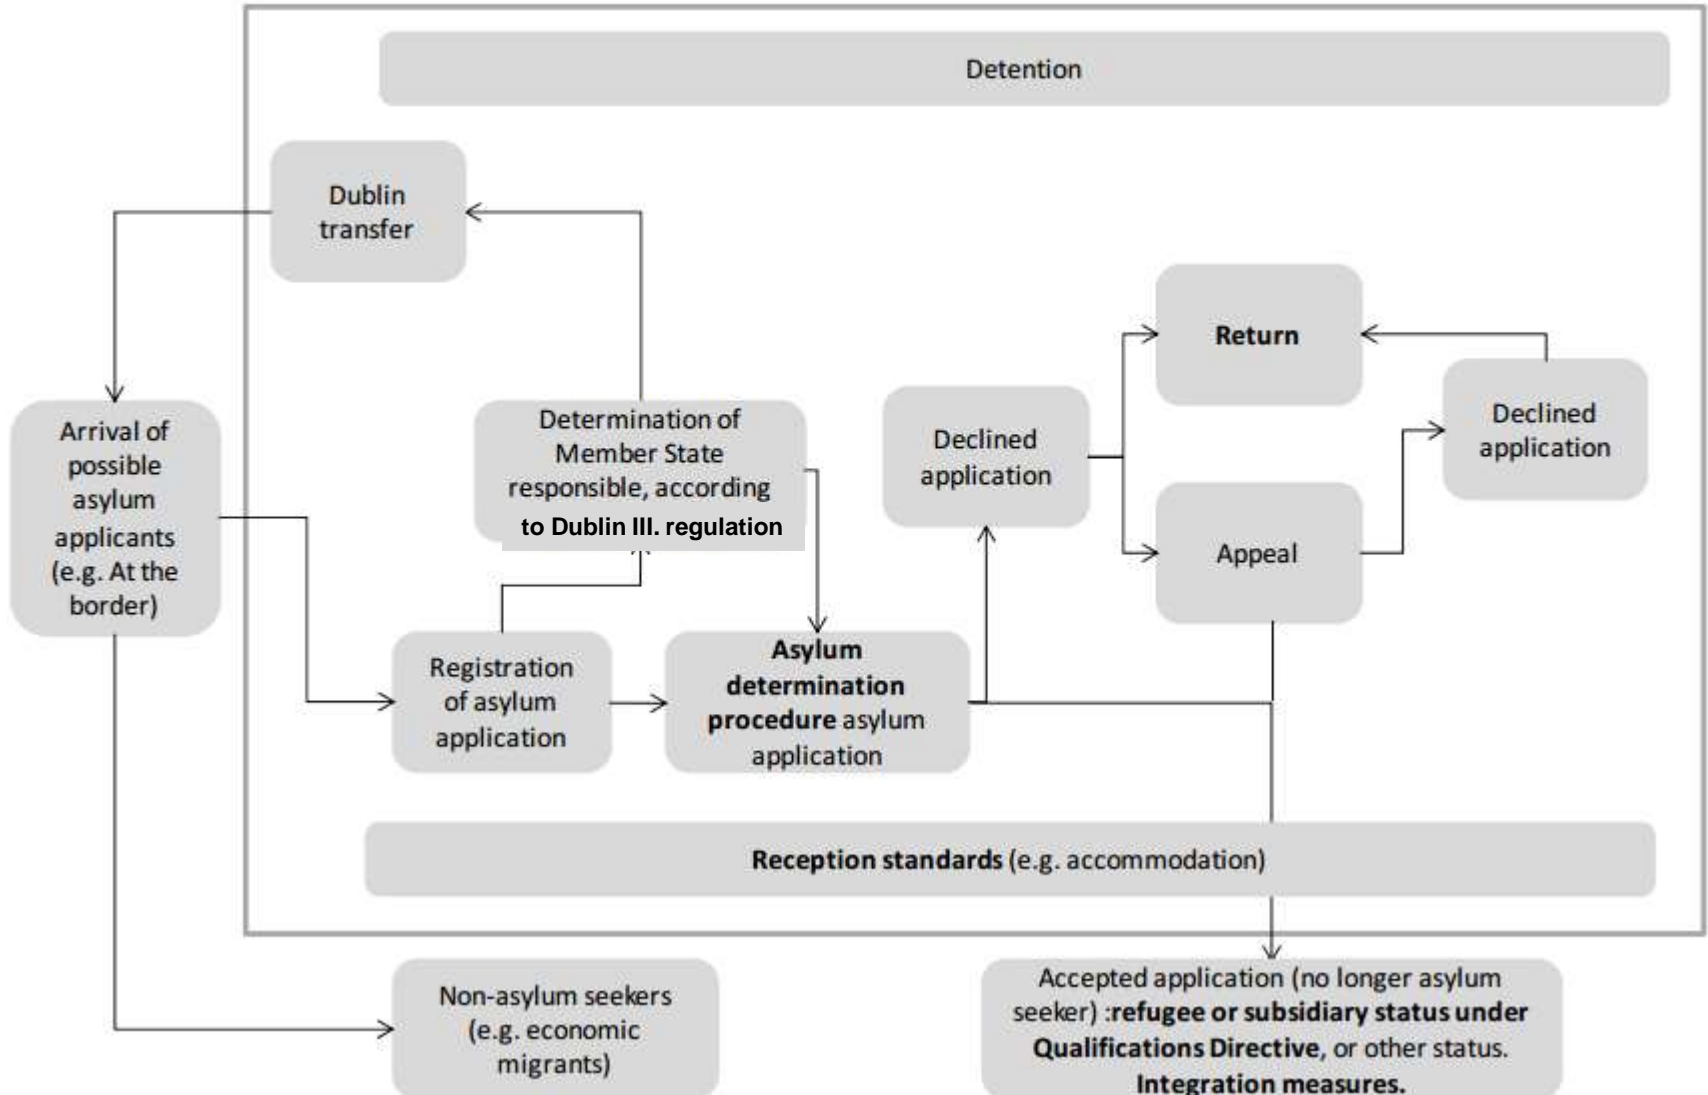 Detention
Dublin
transfer
Arrival of
possible
asylum
applicants
(e.g. At the
border)
Determination of
Member State
responsible, according
to Dublin III. regulation
Declined
application
Return
Appeal
Declined
application
Registration
of asylum
application
Asylum
determination
procedure asylum
application
Reception standards (e.g. accommodation)
Non-asylum seekers
(e.g. economic
migrants)
Accepted application (no longer asylum
seeker) :refugee or subsidiary status under
Qualifications Directive, or other status.
Integration measures.